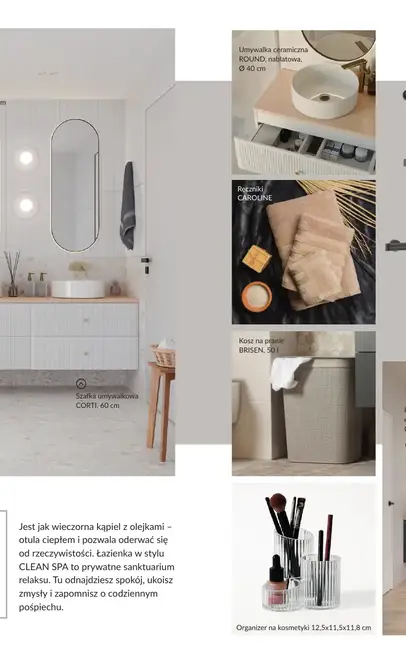 Umywalka ceramiczna
ROUND, nablatowa,
Ø 40 cm
Ręczniki
CAROLINE
Kosz na pranie
BRISEN, 50 l
Szafka umywalkowa
CORTI, 60 cm
Jest jak wieczorna kąpiel z olejkami –
otula ciepłem i pozwala oderwać się
od rzeczywistości. Łazienka w stylu
CLEAN SPA to prywatne sanktuarium
relaksu. Tu odnajdziesz spokój, ukoisz
zmysły i zapomnisz o codziennym
pośpiechu.
Organizer na kosmetyki 12,5x11,5x11,8 cm